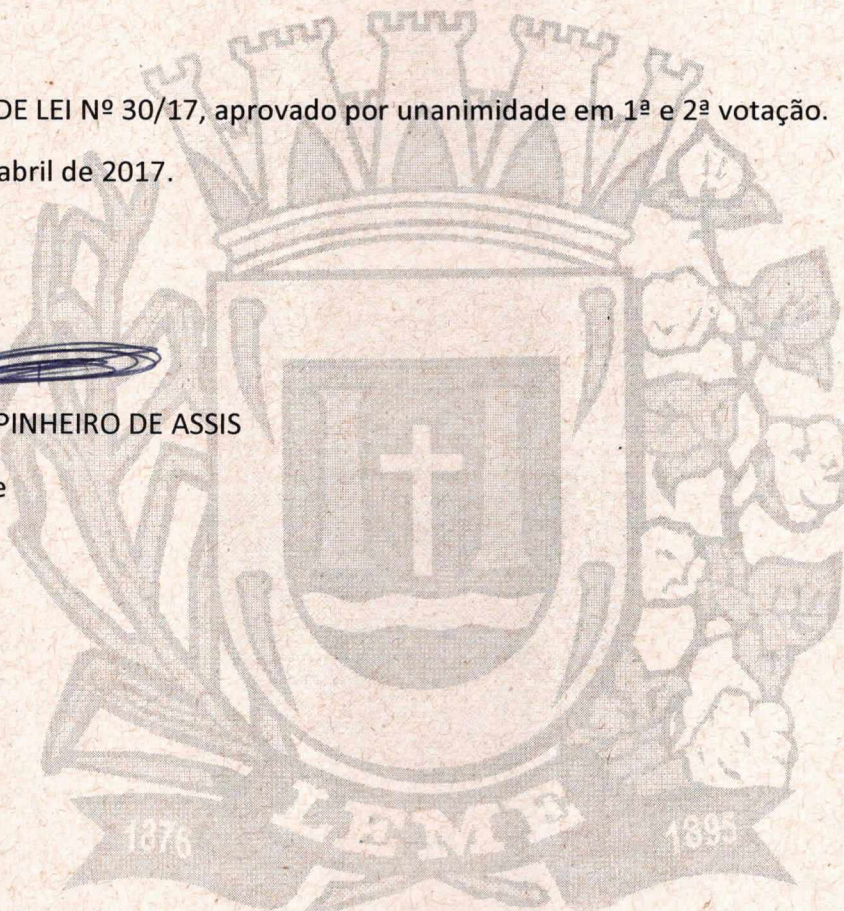 DE LEI Nº 30/17, aprovado por unanimidade em 1ª e 2ª votação.
abril de 2017.
PINHEIRO DE ASSIS
e
1876 LEME 1895